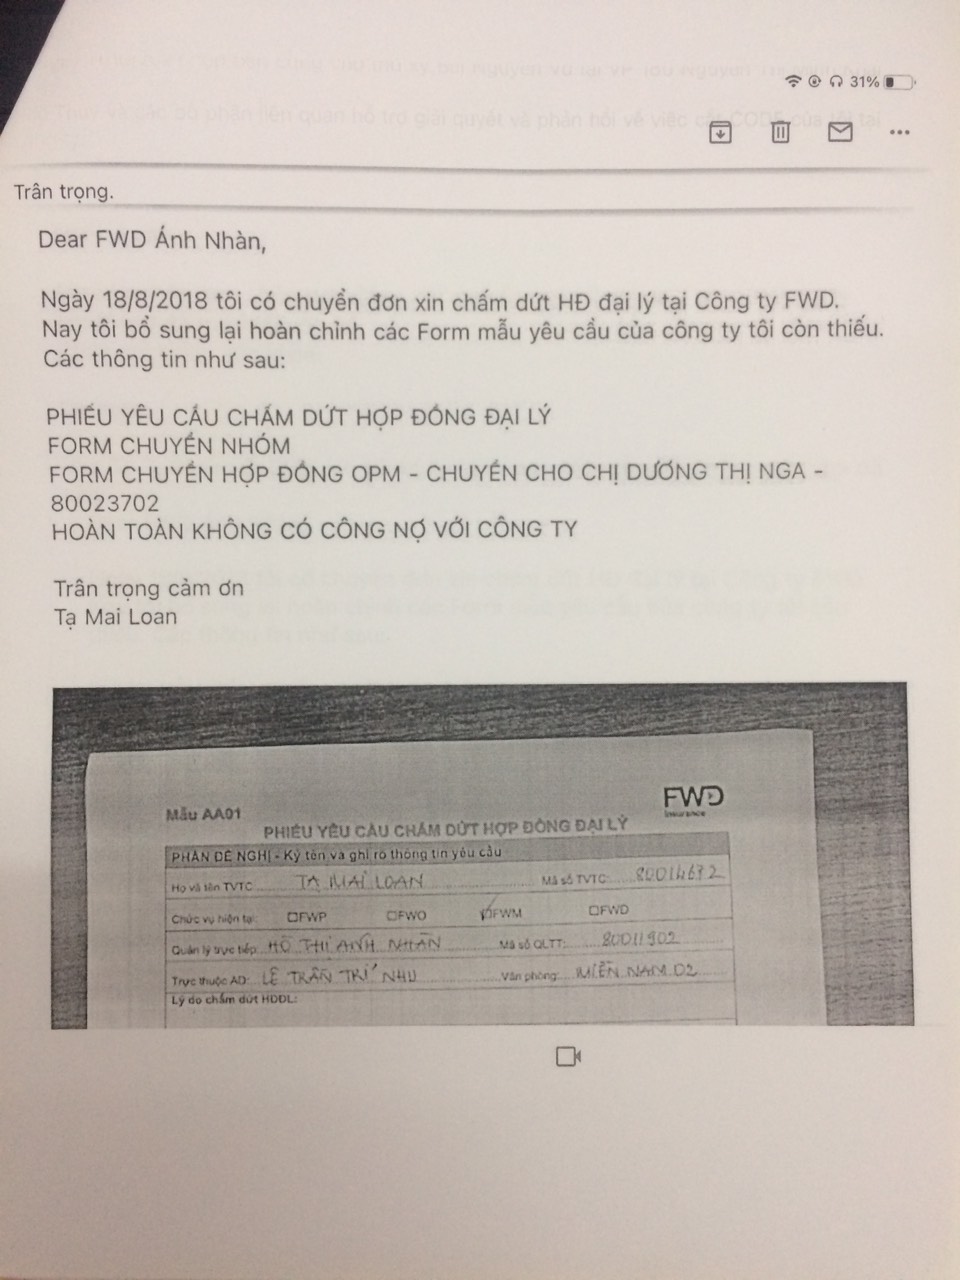 31%
Trân trọng.
Dear FWD Ánh Nhàn,
Ngày 18/8/2018 tôi có chuyển đơn xin chấm dứt HĐ đại lý tại Công ty FWD.
Nay tôi bổ sung lại hoàn chỉnh các Form mẫu yêu cầu của công ty tôi còn thiếu.
Các thông tin như sau:
PHIẾU YÊU CẦU CHẤM DỨT HỢP ĐỒNG ĐẠI LÝ
FORM CHUYỂN NHÓM
FORM CHUYỂN HỢP ĐỒNG OPM - CHUYỂN CHO CHỊ DƯƠNG THỊ NGA -
80023702
HOÀN TOÀN KHÔNG CÓ CÔNG NỢ VỚI CÔNG TY
Trân trọng cảm ơn
Tạ Mai Loan
FWD
Insurance
Mẫu AA01
PHIẾU YÊU CẦU CHẤM DỨT HỢP ĐỒNG ĐẠI LÝ
PHẦN ĐỀ NGHỊ - Ký tên và ghi rõ thông tin yêu cầu
Họ và tên TVTC: TẠ MAI LOAN Mã số TVTC: 80014672
Chức vụ hiện tại: FWP FWO FWM FWD
Quản lý trực tiếp: HỒ THỊ ÁNH NHÀN Mã số QLTT: 80011902
Trực thuộc AD: LÊ TRẦN TRÍ NHU Văn phòng: MIỀN NAM 02
Lý do chấm dứt HDDL: